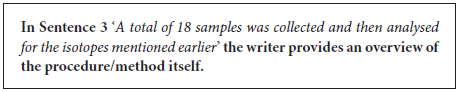 In Sentence 3 ‘A total of 18 samples was collected and then analysed
for the isotopes mentioned earlier’ the writer provides an overview of
the procedure/method itself.